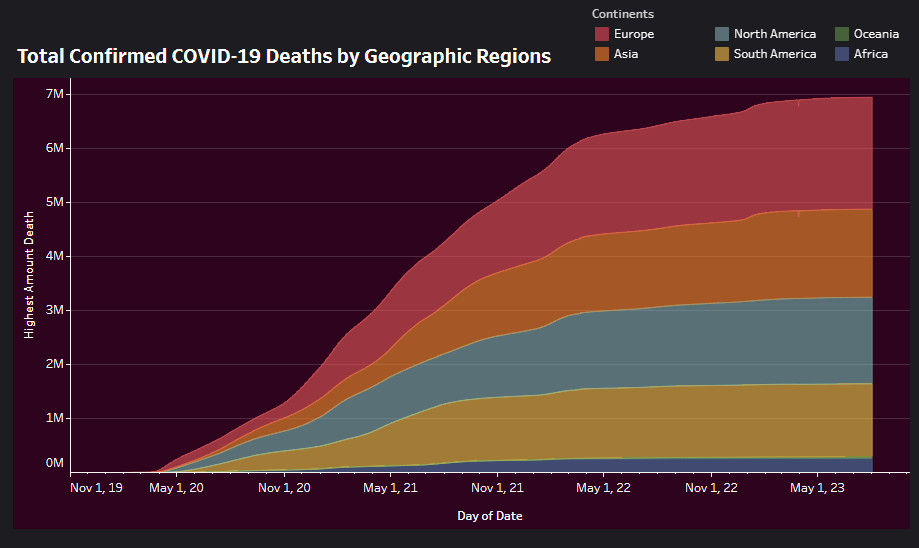 Continents
Europe North America Oceania
Asia South America Africa
Total Confirmed COVID-19 Deaths by Geographic Regions
7M
6M
5M
4M
3M
2M
1M
0M
Highest Amount Death
Nov 1, 19 May 1, 20 Nov 1, 20 May 1, 21 Nov 1, 21 May 1, 22 Nov 1, 22 May 1, 23
Day of Date